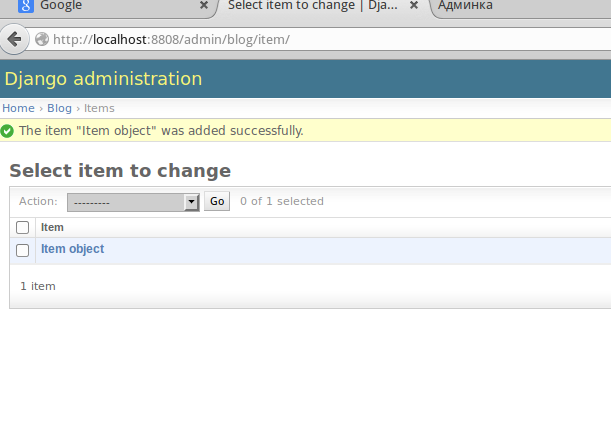 Google × Select item to change | Dja... × Админка
http://localhost:8808/admin/blog/item/
Django administration
Home › Blog › Items
The item "Item object" was added successfully.
Select item to change
Action: --------- Go 0 of 1 selected
Item
Item object
1 item